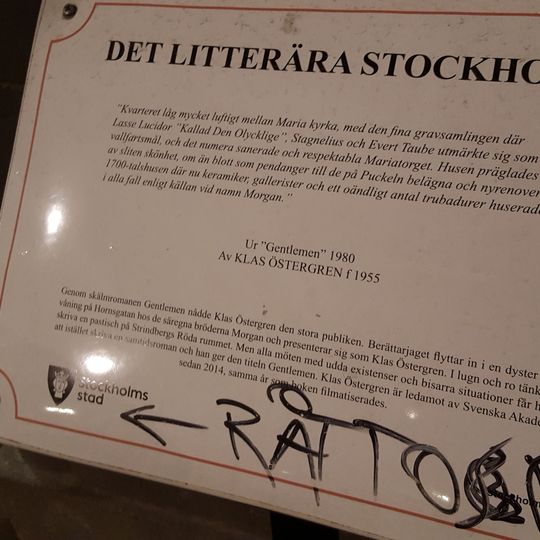 DET LITTERÄRA STOCKHO
"Kvarteret låg mycket luftigt mellan Maria kyrka, med den fina gravsamlingen där
Lasse Lucidor "Kallad Den Olycklige", Stagnelius och Evert Taube utmärkte sig som
vallfartsmål, och det numera sanerade och respektabla Mariatorget. Husen präglades
av sliten skönhet, om än blott som pendanger till de på Puckeln belägna och nyrenover
1700-talshusen där nu keramiker, gallerister och ett oändligt antal trubadurer huserade
i alla fall enligt källan vid namn Morgan."
Ur "Gentlemen" 1980
Av KLAS ÖSTERGREN f 1955
Genom skälmromanen Gentlemen nådde Klas Östergren den stora publiken. Berättarjaget flyttar in i en dyster
våning på Hornsgatan hos de säregna bröderna Morgan och presenterar sig som Klas Östergren. I lugn och ro tänk
skriva en pastisch på Strindbergs Röda rummet. Men alla möten med udda existenser och bisarra situationer får h
att istället skriva en samtidsroman och han ger den titeln Gentlemen. Klas Östergren är ledamot av Svenska Akade
sedan 2014, samma år som boken filmatiserades.
Stockholms
stad
← RÅTTO